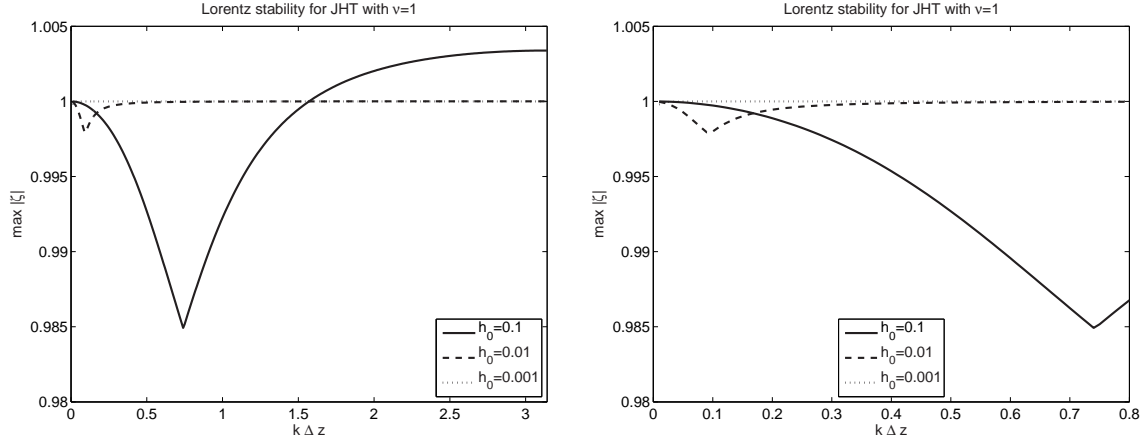 Lorentz stability for JHT with ν=1
1.005
1
0.995
0.99
0.985
0.98
0 0.5 1 1.5 2 2.5 3
max |ζ|
k Δ z
h₀=0.1
h₀=0.01
h₀=0.001
Lorentz stability for JHT with ν=1
1.005
1
0.995
0.99
0.985
0.98
0 0.1 0.2 0.3 0.4 0.5 0.6 0.7 0.8
max |ζ|
k Δ z
h₀=0.1
h₀=0.01
h₀=0.001